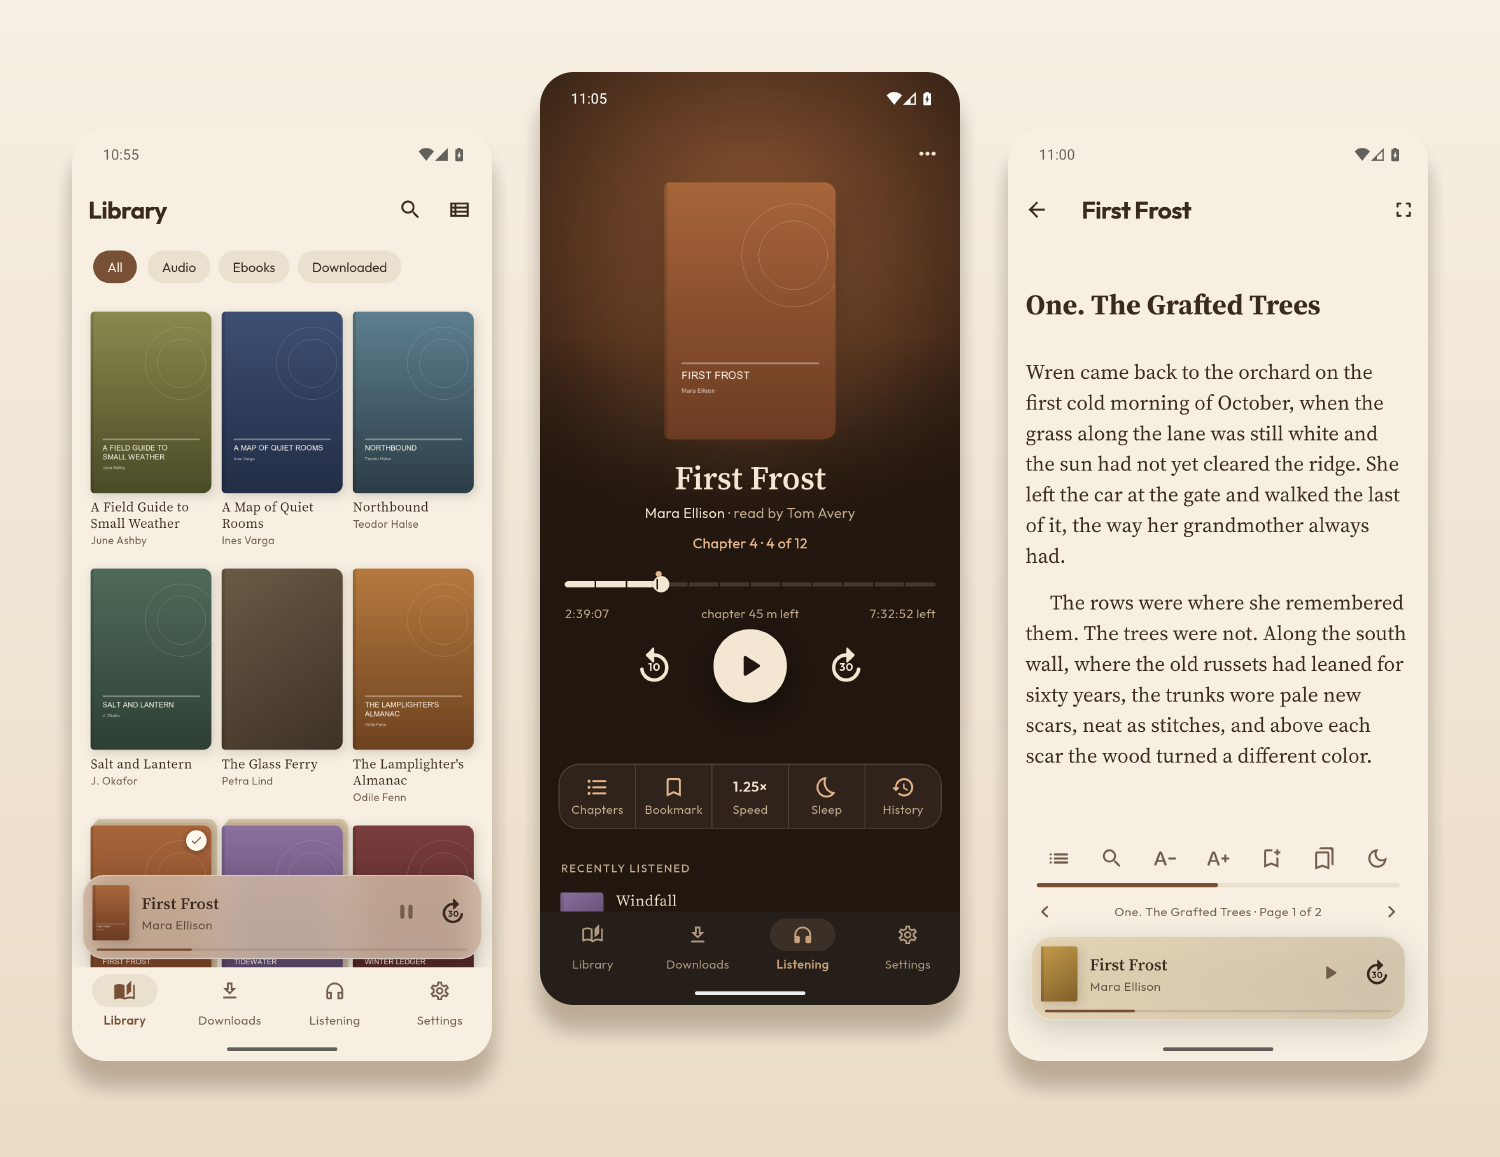 10:55
Library
All Audio Ebooks Downloaded
A FIELD GUIDE TO
SMALL WEATHER
June Ashby
A MAP OF QUIET ROOMS
Ines Varga
NORTHBOUND
Teodor Halse
A Field Guide to
Small Weather
June Ashby
A Map of Quiet
Rooms
Ines Varga
Northbound
Teodor Halse
SALT AND LANTERN
J. Okafor
THE LAMPLIGHTER'S
ALMANAC
Odile Fenn
Salt and Lantern
J. Okafor
The Glass Ferry
Petra Lind
The Lamplighter's
Almanac
Odile Fenn
First Frost
Mara Ellison
30
FIRST FROST
TIDEWATER
WINTER LEDGER
Library Downloads Listening Settings
11:05
FIRST FROST
Mara Ellison
First Frost
Mara Ellison · read by Tom Avery
Chapter 4 · 4 of 12
2:39:07 chapter 45 m left 7:32:52 left
10 30
1.25×
Chapters Bookmark Speed Sleep History
RECENTLY LISTENED
Windfall
Library Downloads Listening Settings
11:00
First Frost
One. The Grafted Trees
Wren came back to the orchard on the
first cold morning of October, when the
grass along the lane was still white and
the sun had not yet cleared the ridge. She
left the car at the gate and walked the last
of it, the way her grandmother always
had.
The rows were where she remembered
them. The trees were not. Along the south
wall, where the old russets had leaned for
sixty years, the trunks wore pale new
scars, neat as stitches, and above each
scar the wood turned a different color.
A- A+
One. The Grafted Trees · Page 1 of 2
First Frost
Mara Ellison
30